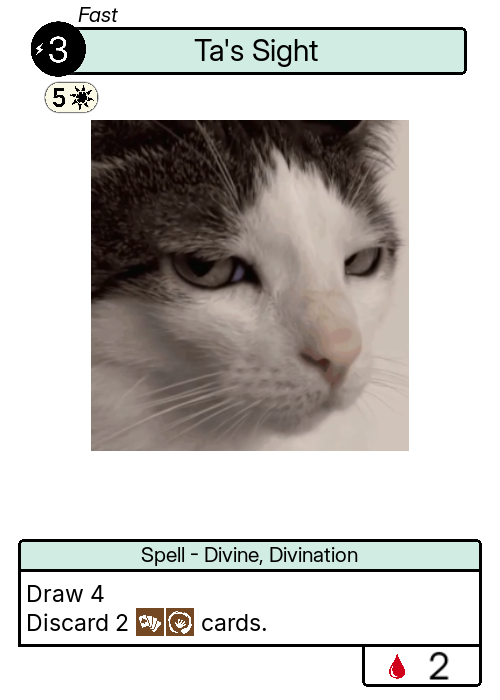 Fast
3
Ta's Sight
5
Spell - Divine, Divination
Draw 4
Discard 2 cards.
2